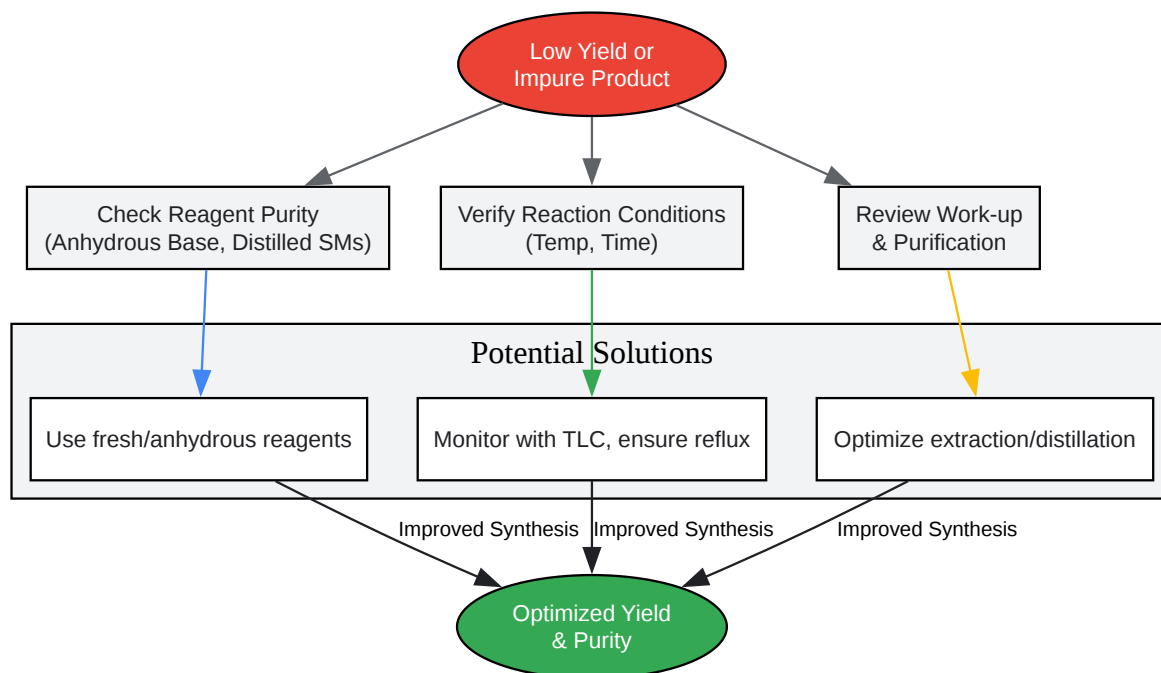 Low Yield or
Impure Product
Check Reagent Purity
(Anhydrous Base, Distilled SMs)
Verify Reaction Conditions
(Temp, Time)
Review Work-up
& Purification
Potential Solutions
Use fresh/anhydrous reagents
Monitor with TLC, ensure reflux
Optimize extraction/distillation
Improved Synthesis
Improved Synthesis
Improved Synthesis
Optimized Yield
& Purity